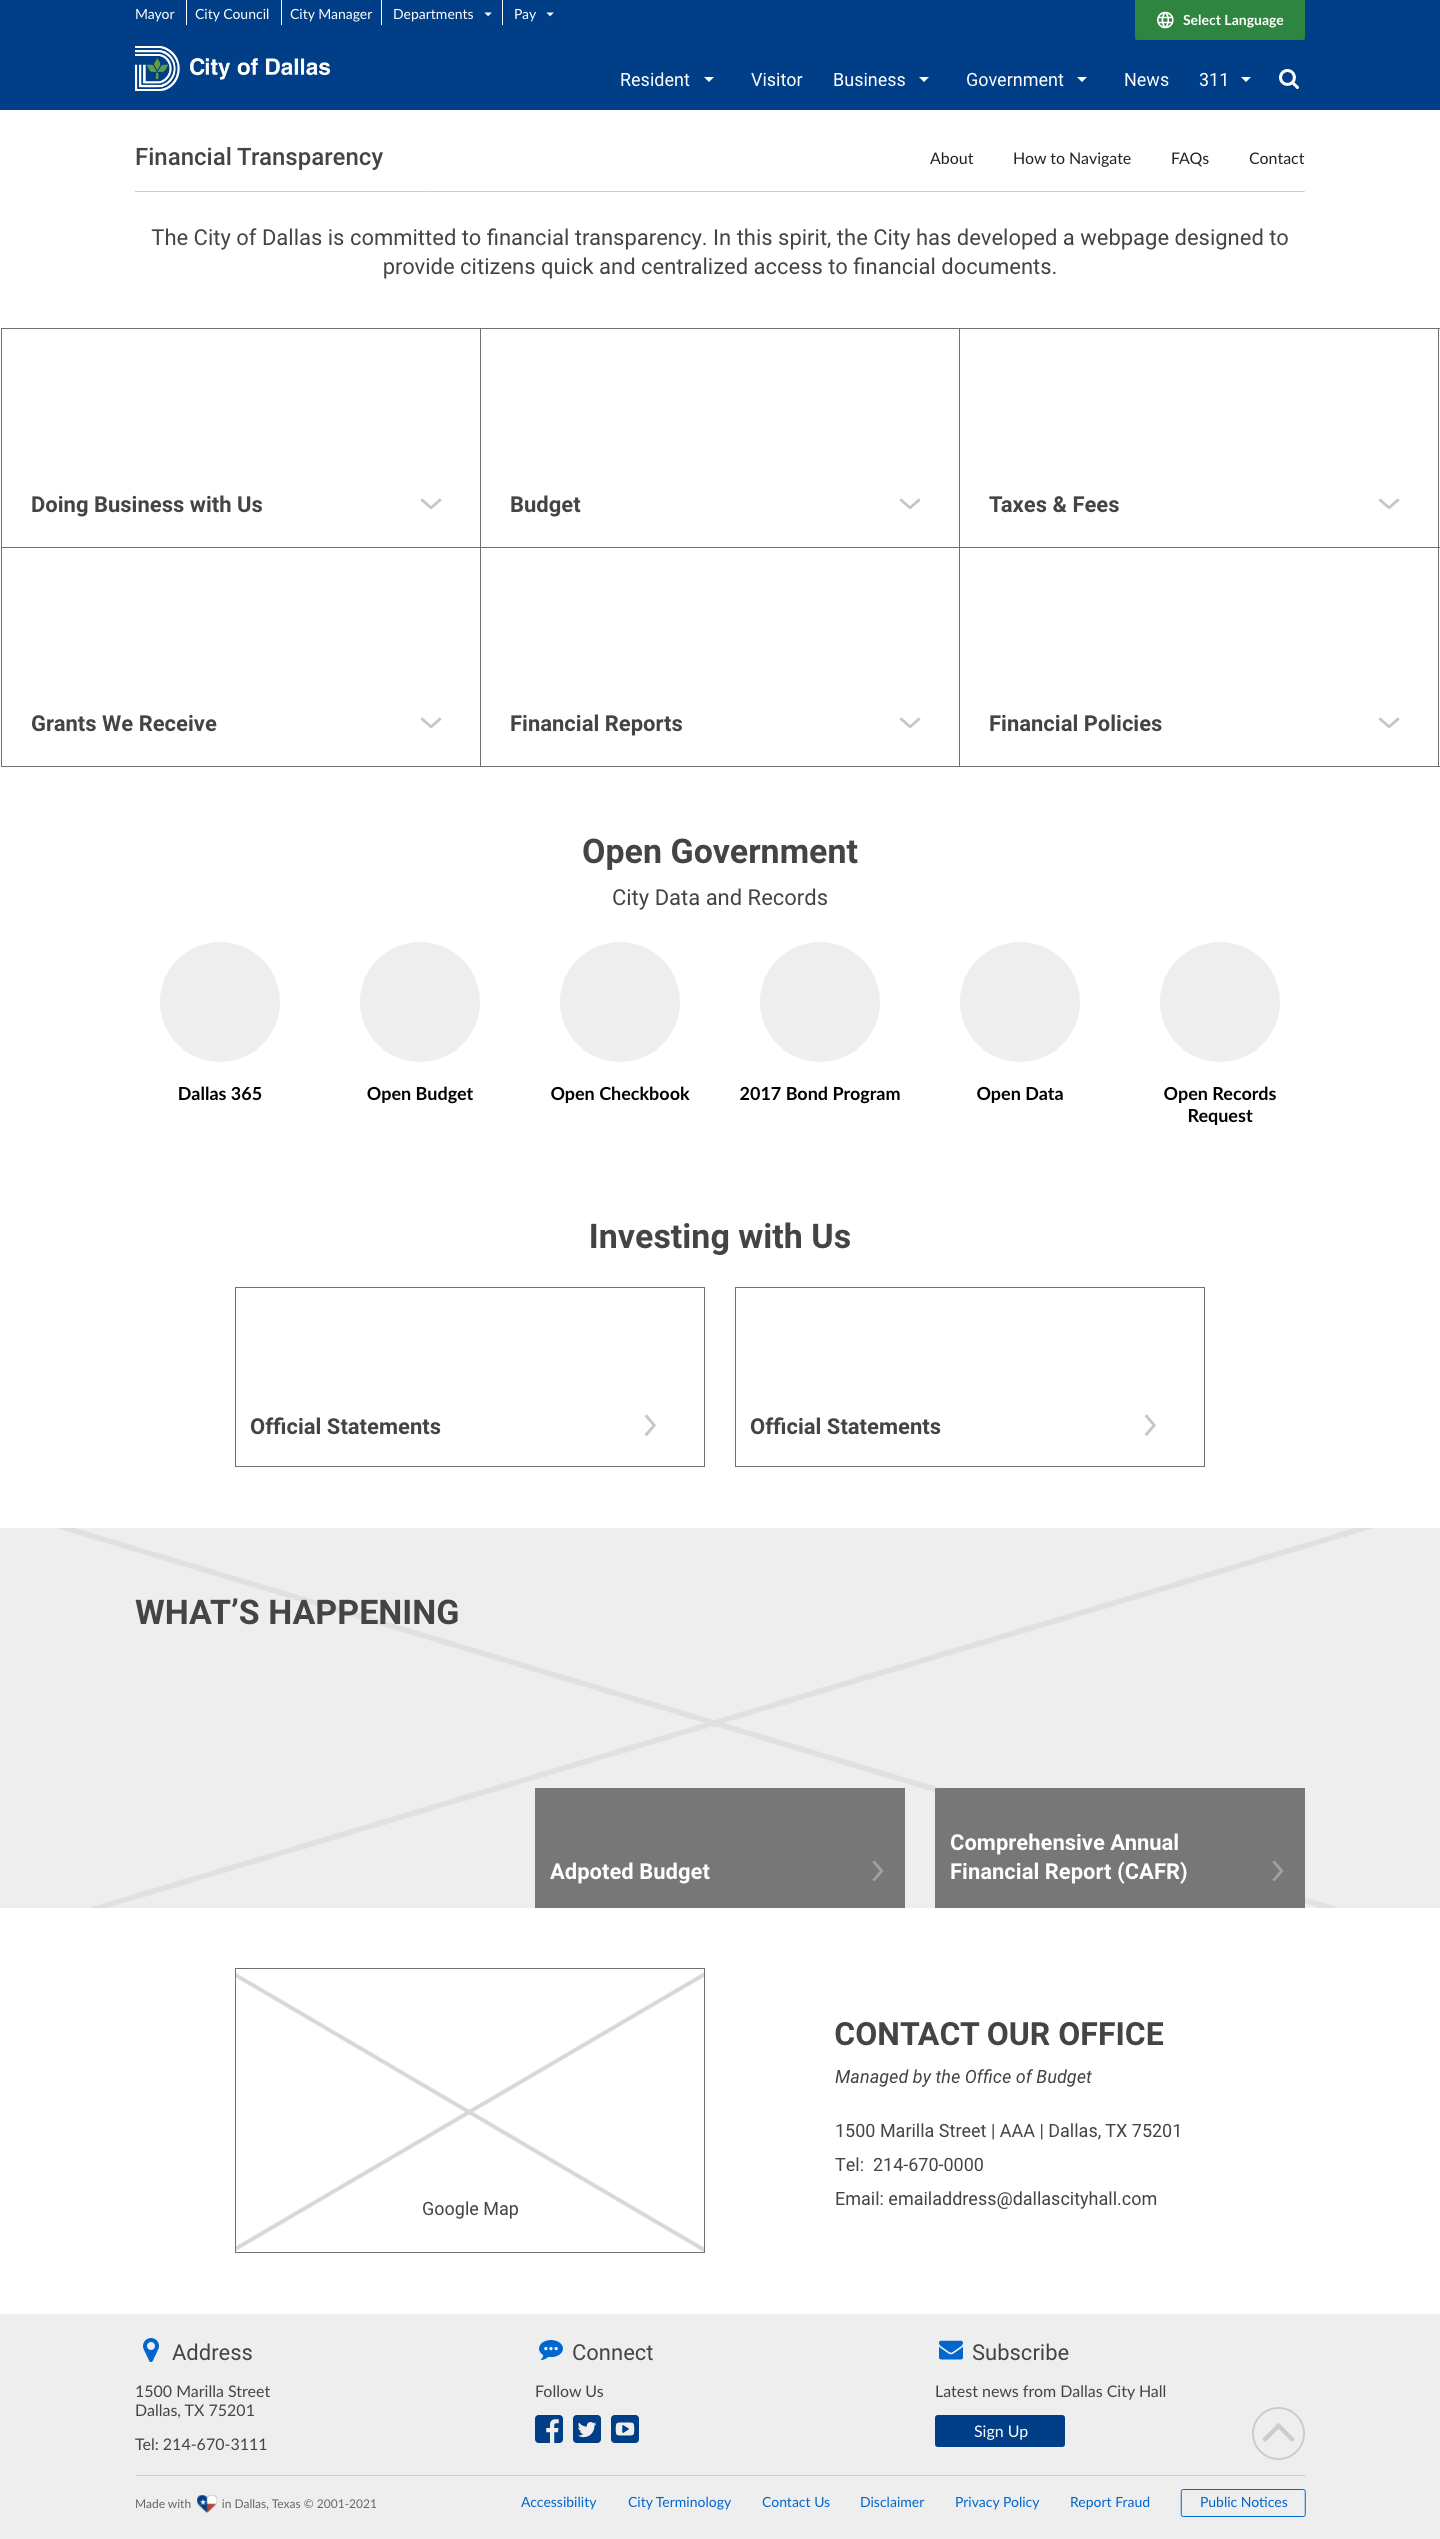 Mayor
City Council
City Manager
Departments
Pay
Select Language
City of Dallas
Resident
Visitor
Business
Government
News
311
Financial Transparency
About
How to Navigate
FAQs
Contact
The City of Dallas is committed to financial transparency. In this spirit, the City has developed a webpage designed to
provide citizens quick and centralized access to financial documents.
Doing Business with Us
Budget
Taxes & Fees
Grants We Receive
Financial Reports
Financial Policies
Open Government
City Data and Records
Dallas 365
Open Budget
Open Checkbook
2017 Bond Program
Open Data
Open Records
Request
Investing with Us
Official Statements
Official Statements
WHAT’S HAPPENING
Adpoted Budget
Comprehensive Annual
Financial Report (CAFR)
Google Map
CONTACT OUR OFFICE
Managed by the Office of Budget
1500 Marilla Street | AAA | Dallas, TX 75201
Tel:  214-670-0000
Email: emailaddress@dallascityhall.com
Address
1500 Marilla Street
Dallas, TX 75201
Tel: 214-670-3111
Connect
Follow Us
Subscribe
Latest news from Dallas City Hall
Sign Up
Made with in Dallas, Texas © 2001-2021
Accessibility
City Terminology
Contact Us
Disclaimer
Privacy Policy
Report Fraud
Public Notices